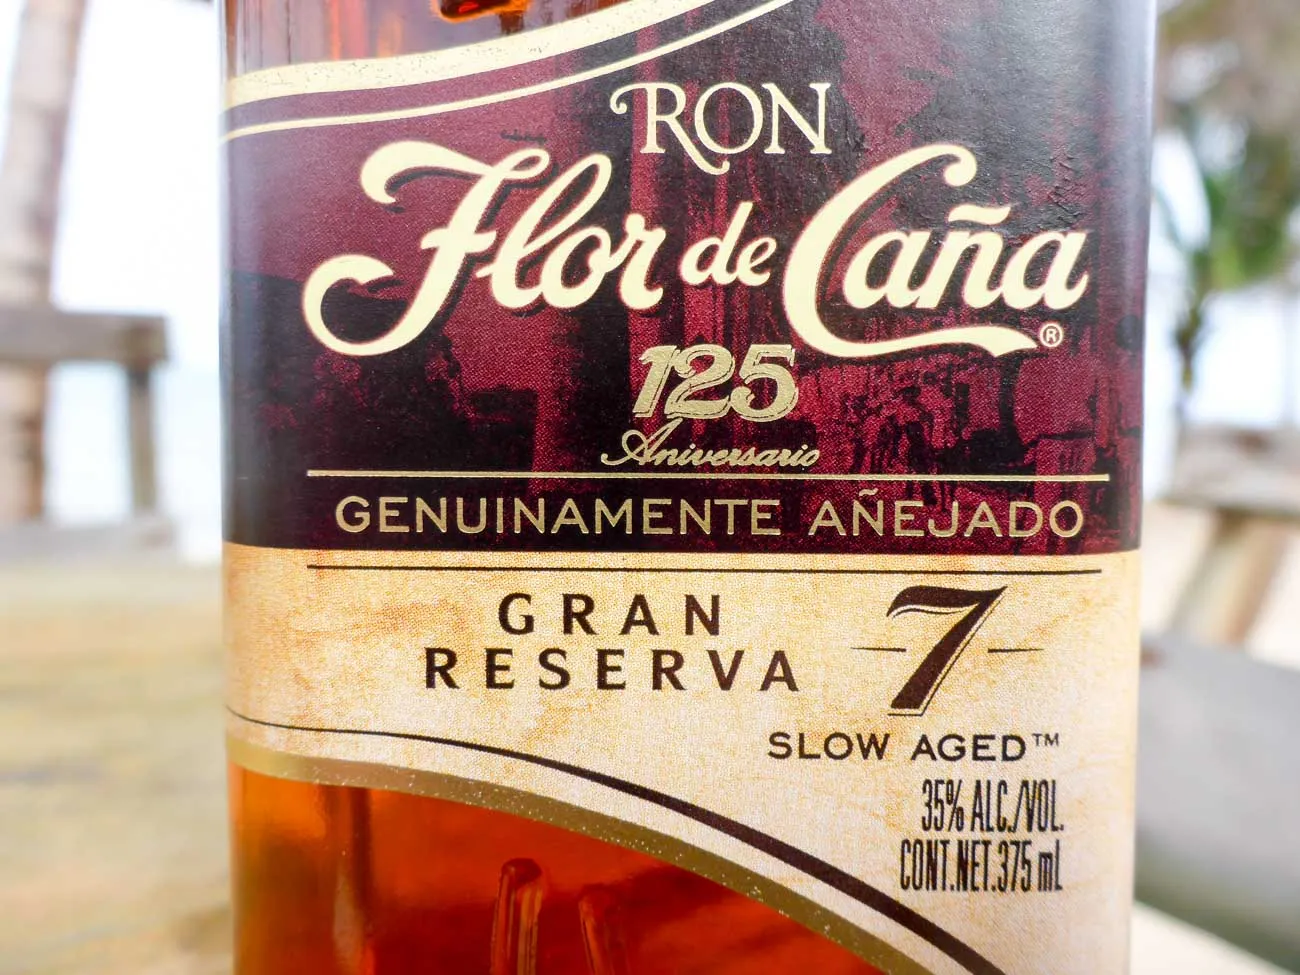 RON
Flor de Caña®
125
Aniversario
GENUINAMENTE AÑEJADO
GRAN
RESERVA
7
SLOW AGED™
35% ALC./VOL.
CONT.NET.375 mL